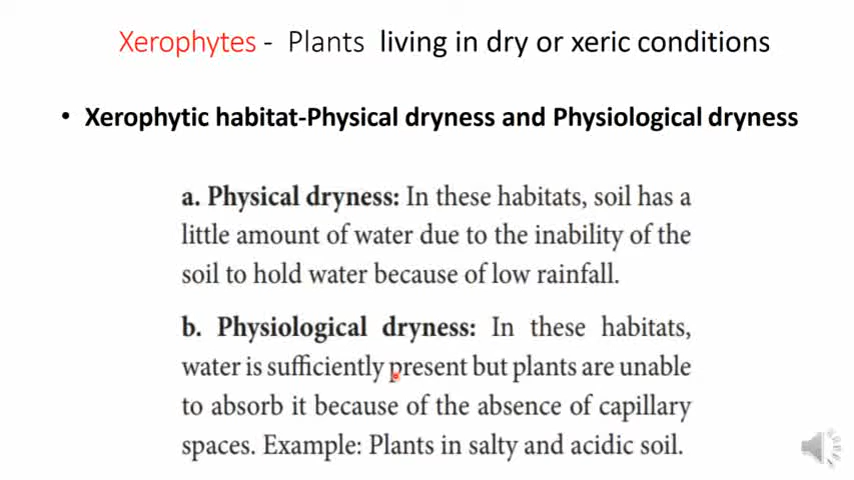 Xerophytes - Plants living in dry or xeric conditions
• Xerophytic habitat-Physical dryness and Physiological dryness
a. Physical dryness: In these habitats, soil has a
little amount of water due to the inability of the
soil to hold water because of low rainfall.
b. Physiological dryness: In these habitats,
water is sufficiently present but plants are unable
to absorb it because of the absence of capillary
spaces. Example: Plants in salty and acidic soil.